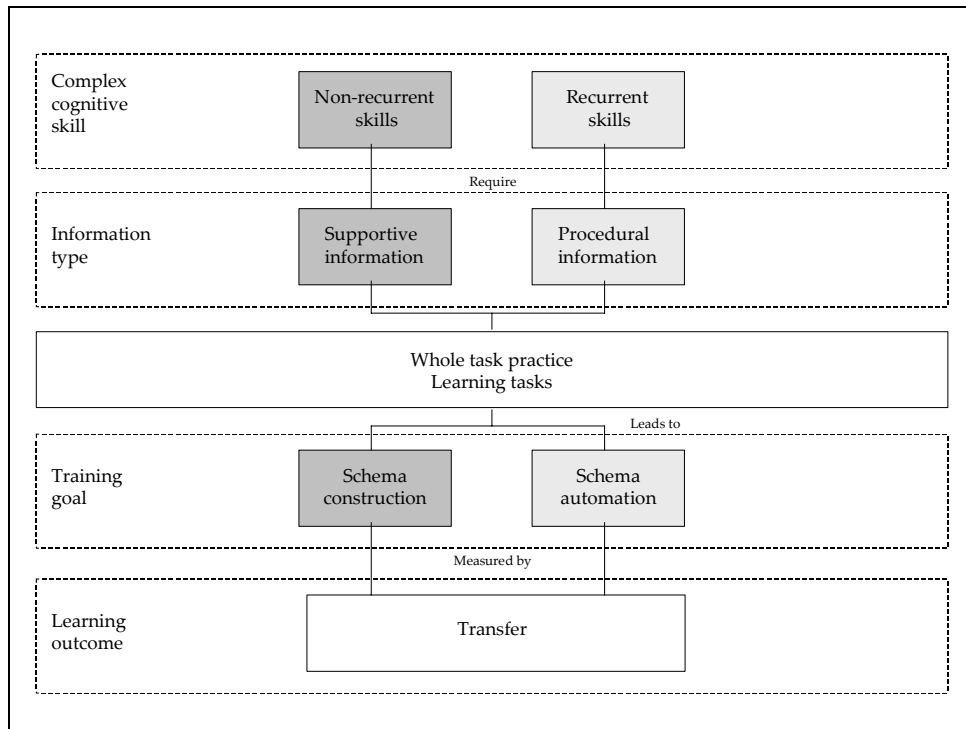 Complex
cognitive
skill
Non-recurrent
skills
Recurrent
skills
Require
Information
type
Supportive
information
Procedural
information
Whole task practice
Learning tasks
Leads to
Training
goal
Schema
construction
Schema
automation
Measured by
Learning
outcome
Transfer